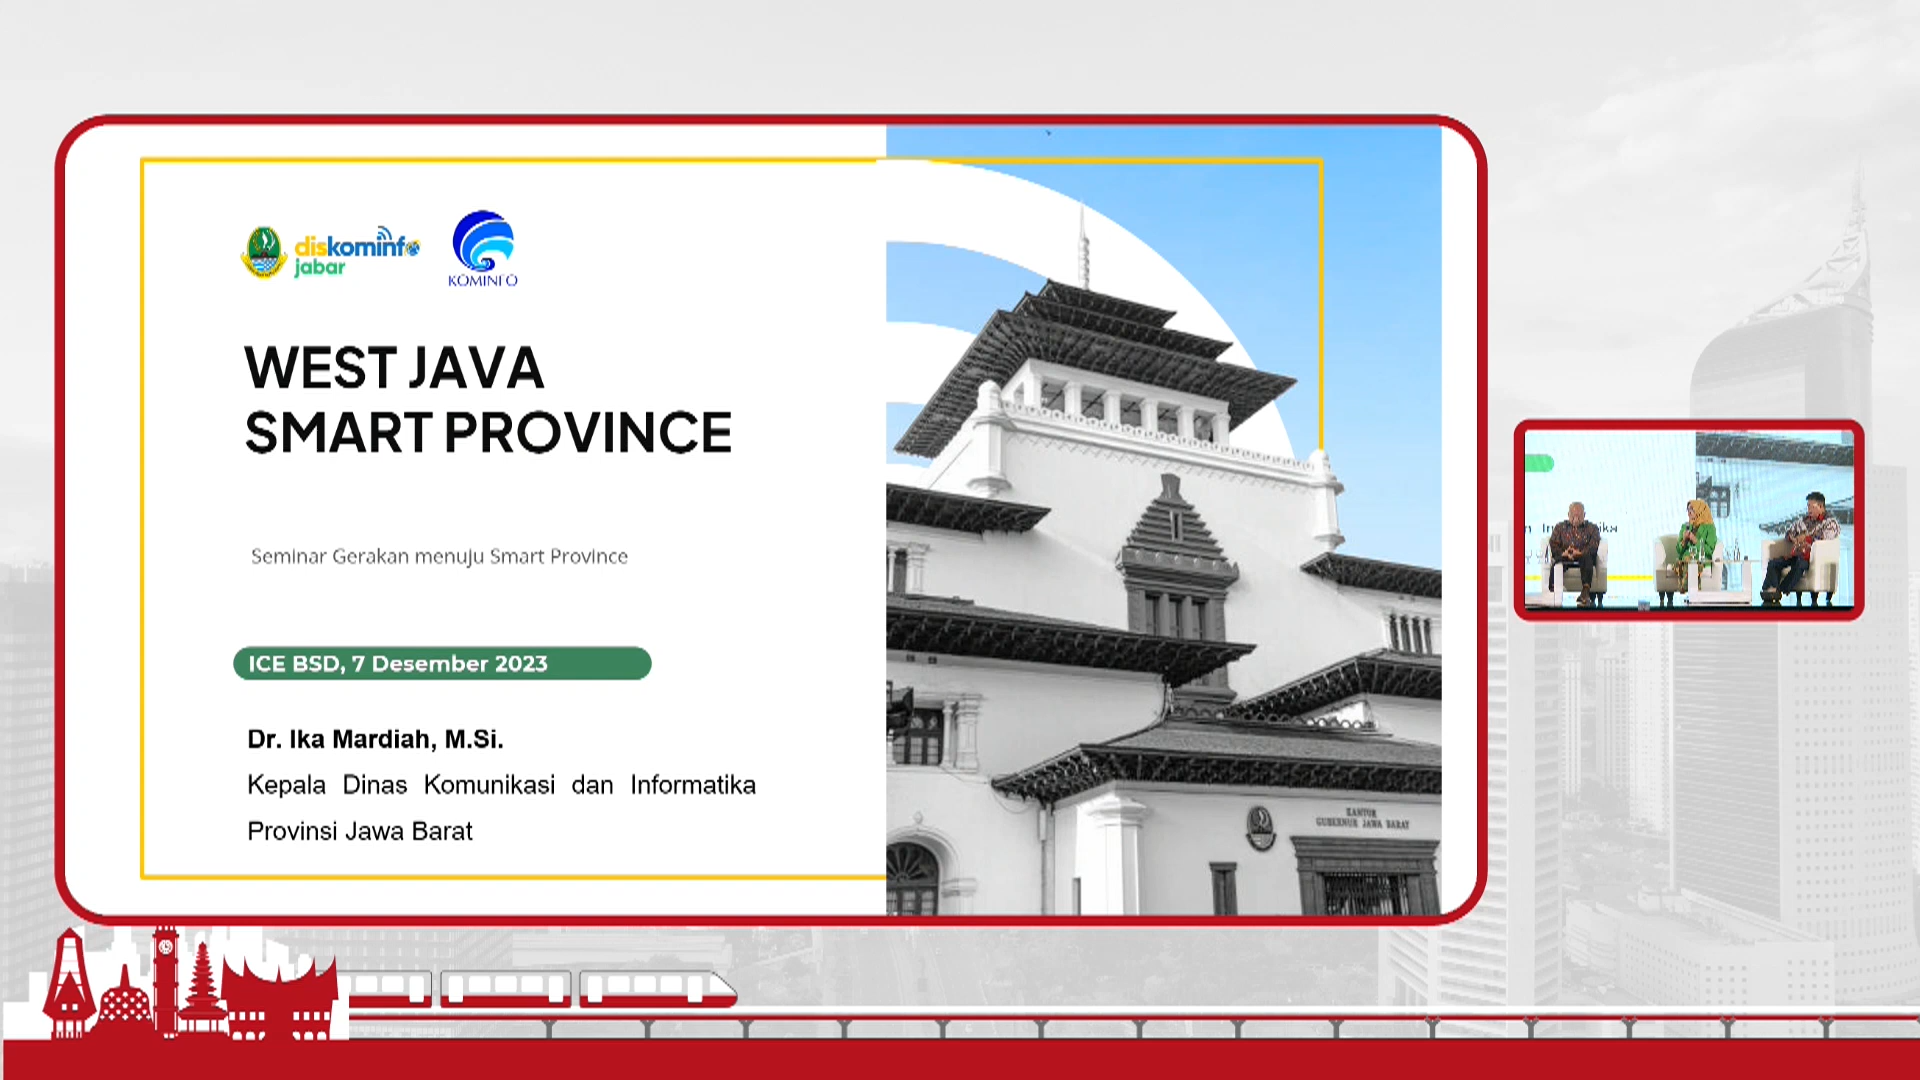 diskominfo
jabar
KOMINFO
WEST JAVA
SMART PROVINCE
Seminar Gerakan menuju Smart Province
ICE BSD, 7 Desember 2023
Dr. Ika Mardiah, M.Si.
Kepala Dinas Komunikasi dan Informatika
Provinsi Jawa Barat
KANTOR
GUBERNUR JAWA BARAT